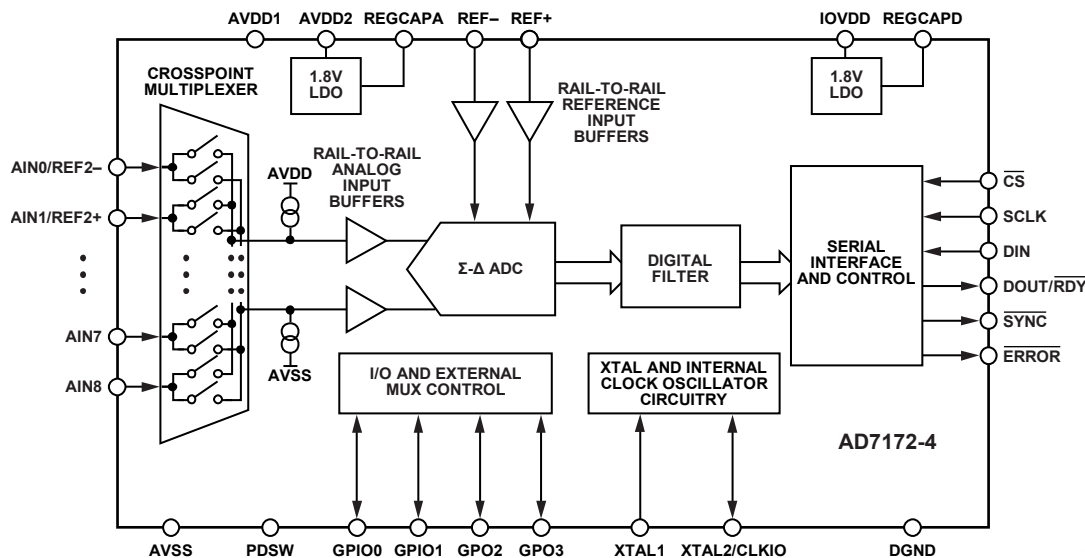 AVDD1 AVDD2 REGCAPA REF– REF+ IOVDD REGCAPD
CROSSPOINT
MULTIPLEXER
1.8V
LDO
RAIL-TO-RAIL
REFERENCE
INPUT
BUFFERS
1.8V
LDO
AIN0/REF2–
AIN1/REF2+
AIN7
AIN8
RAIL-TO-RAIL
ANALOG
INPUT
BUFFERS
AVDD
AVSS
Σ-Δ ADC
DIGITAL
FILTER
SERIAL
INTERFACE
AND CONTROL
CS
SCLK
DIN
DOUT/RDY
SYNC
ERROR
I/O AND EXTERNAL
MUX CONTROL
XTAL AND INTERNAL
CLOCK OSCILLATOR
CIRCUITRY
AD7172-4
AVSS PDSW GPIO0 GPIO1 GPO2 GPO3 XTAL1 XTAL2/CLKIO DGND